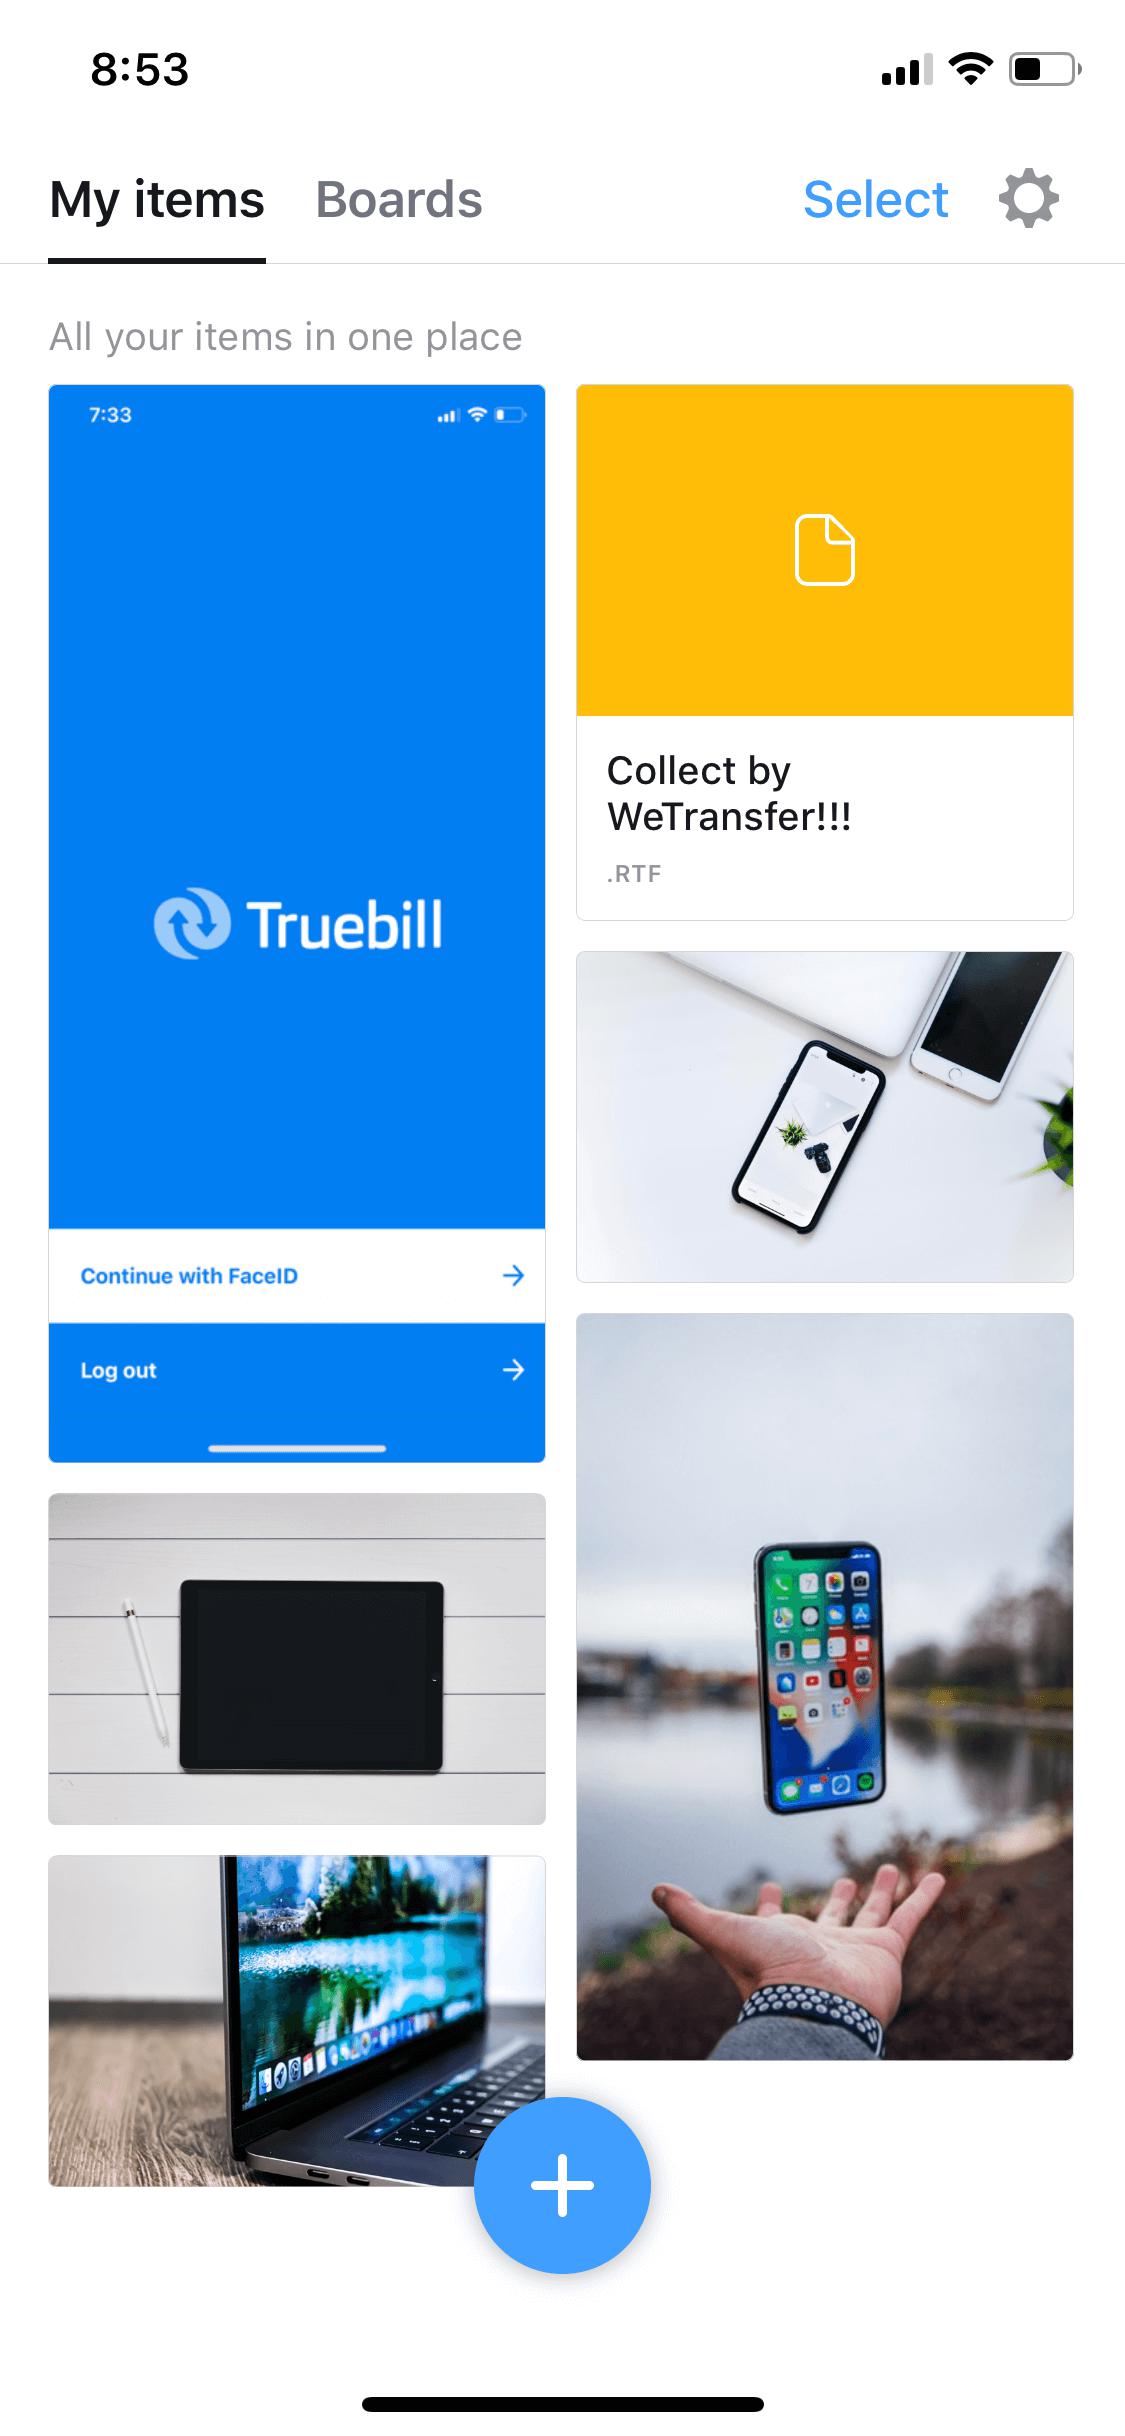 8:53
My items
Boards
Select
All your items in one place
7:33
Truebill
Continue with FaceID
Log out
Collect by
WeTransfer!!!
.RTF